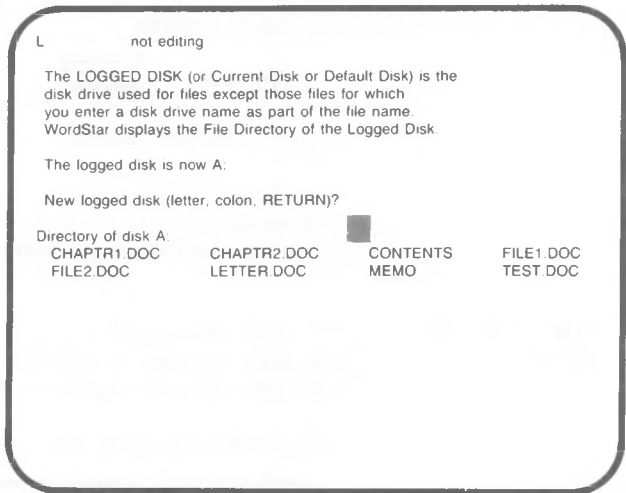 L not editing
The LOGGED DISK (or Current Disk or Default Disk) is the
disk drive used for files except those files for which
you enter a disk drive name as part of the file name.
WordStar displays the File Directory of the Logged Disk.
The logged disk is now A:
New logged disk (letter, colon, RETURN)?
Directory of disk A:
CHAPTR1.DOC CHAPTR2.DOC CONTENTS FILE1.DOC
FILE2.DOC LETTER.DOC MEMO TEST.DOC